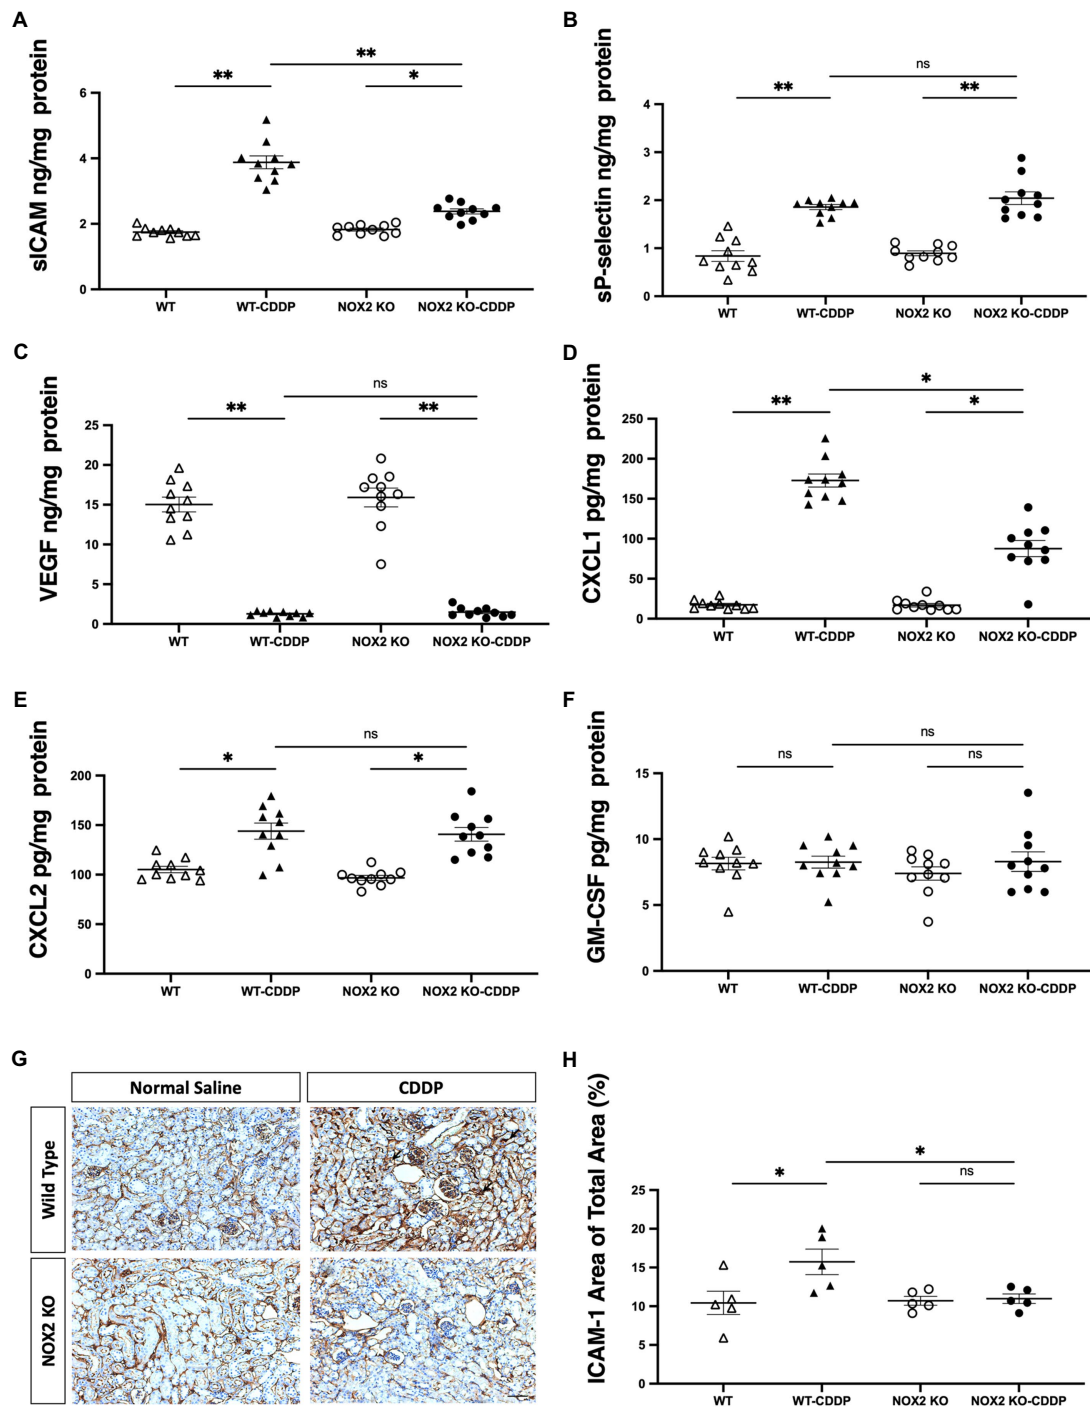 A
sICAM ng/mg protein
** 
** *
6
4
2
0
WT WT-CDDP NOX2 KO NOX2 KO-CDDP
B
sP-selectin ng/mg protein
ns
** **
4
3
2
1
0
WT WT-CDDP NOX2 KO NOX2 KO-CDDP
C
VEGF ng/mg protein
ns
** **
25
20
15
10
5
0
WT WT-CDDP NOX2 KO NOX2 KO-CDDP
D
CXCL1 pg/mg protein
*
** *
250
200
150
100
50
0
WT WT-CDDP NOX2 KO NOX2 KO-CDDP
E
CXCL2 pg/mg protein
ns
* *
200
150
100
50
0
WT WT-CDDP NOX2 KO NOX2 KO-CDDP
F
GM-CSF pg/mg protein
ns
ns ns
15
10
5
0
WT WT-CDDP NOX2 KO NOX2 KO-CDDP
G
Normal Saline CDDP
Wild Type
NOX2 KO
H
ICAM-1 Area of Total Area (%)
*
* ns
25
20
15
10
5
0
WT WT-CDDP NOX2 KO NOX2 KO-CDDP